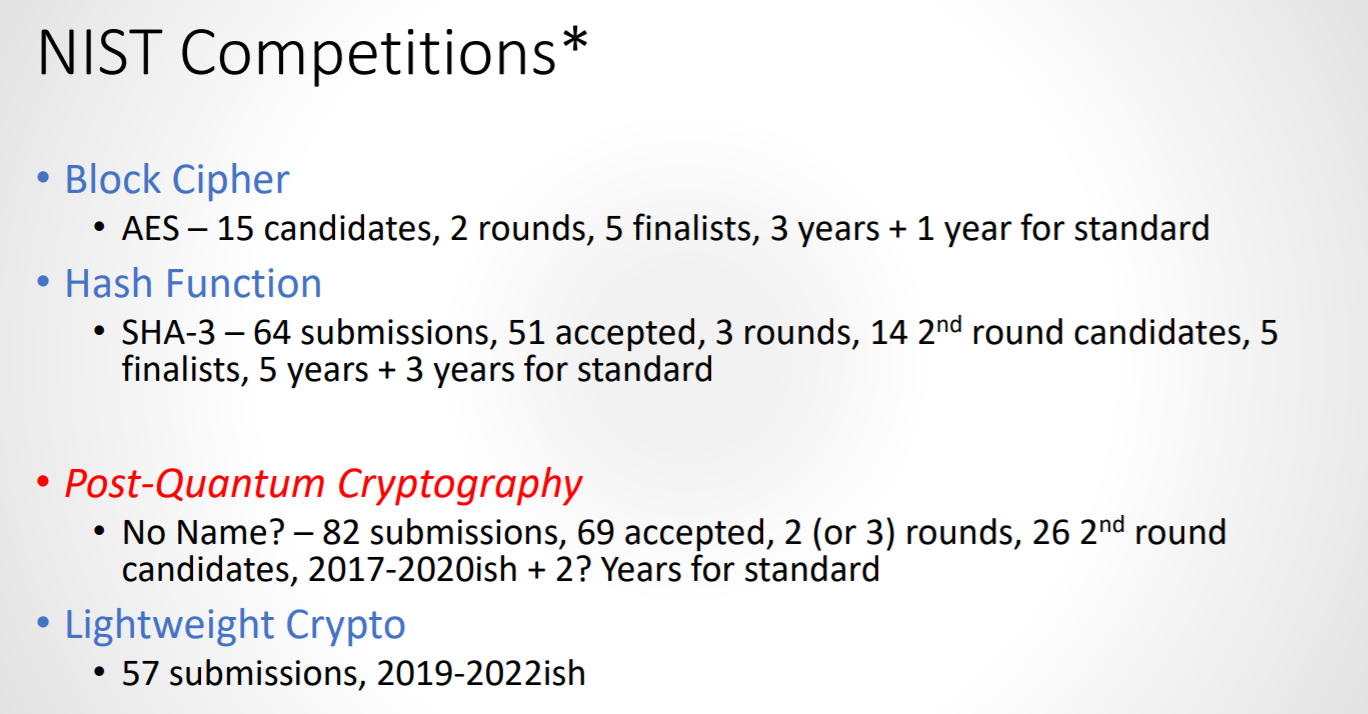 NIST Competitions*
• Block Cipher
• AES – 15 candidates, 2 rounds, 5 finalists, 3 years + 1 year for standard
• Hash Function
• SHA-3 – 64 submissions, 51 accepted, 3 rounds, 14 2nd round candidates, 5
finalists, 5 years + 3 years for standard
• Post-Quantum Cryptography
• No Name? – 82 submissions, 69 accepted, 2 (or 3) rounds, 26 2nd round
candidates, 2017-2020ish + 2? Years for standard
• Lightweight Crypto
• 57 submissions, 2019-2022ish